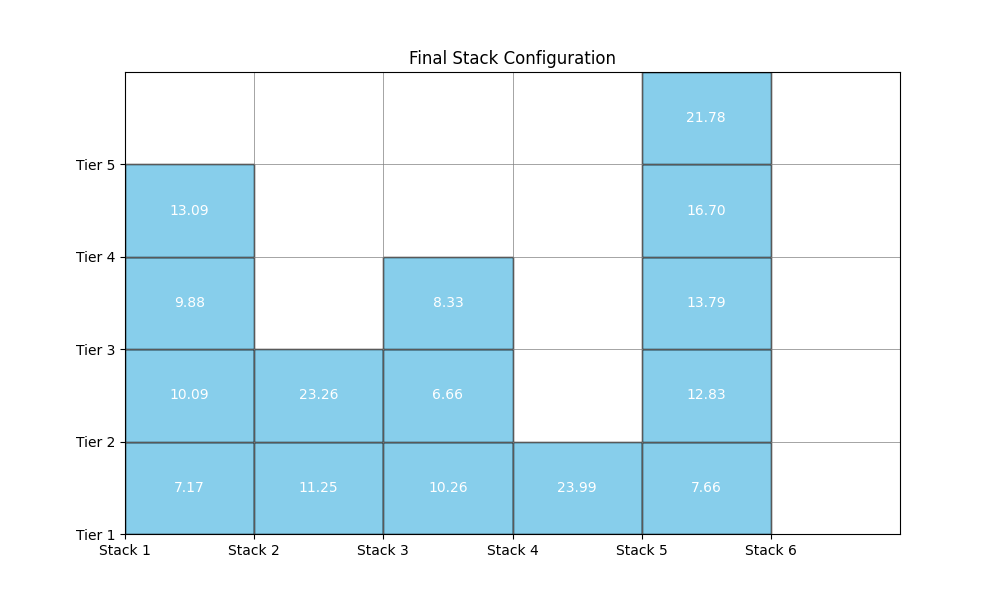 Final Stack Configuration
21.78
Tier 5
13.09
16.70
Tier 4
9.88
8.33
13.79
Tier 3
10.09
23.26
6.66
12.83
Tier 2
7.17
11.25
10.26
23.99
7.66
Tier 1
Stack 1
Stack 2
Stack 3
Stack 4
Stack 5
Stack 6